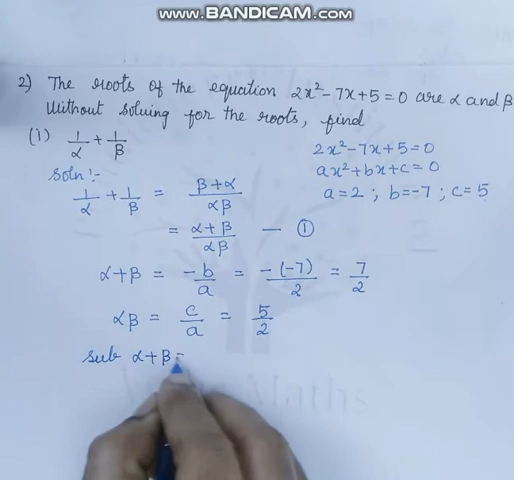 www.BANDICAM.com
2) The roots of the equation 2x² - 7x + 5 = 0 are α and β
Without solving for the roots, find
(i) 1/α + 1/β
2x² - 7x + 5 = 0
Soln :-
ax² + bx + c = 0
1/α + 1/β = β + α / αβ
a = 2 ; b = -7 ; c = 5
= α + β / αβ — ①
α + β = -b/a = -(-7)/2 = 7/2
αβ = c/a = 5/2
Sub α + β =
Maths